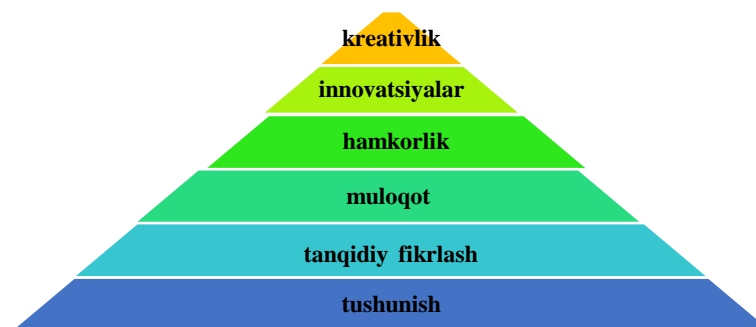 kreativlik
innovatsiyalar
hamkorlik
muloqot
tanqidiy fikrlash
tushunish